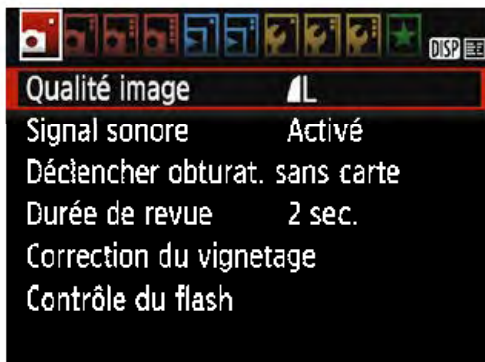 DISP
Qualité image L
Signal sonore Activé
Déclencher obturat. sans carte
Durée de revue 2 sec.
Correction du vignetage
Contrôle du flash